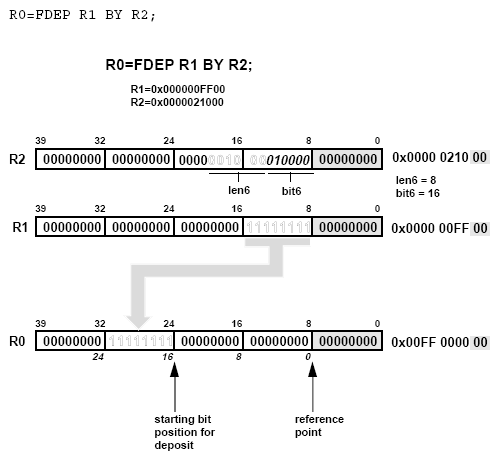 R0=FDEP R1 BY R2;
R0=FDEP R1 BY R2;
R1=0x000000FF00
R2=0x0000021000
39 32 24 16 8 0
R2 00000000 00000000 00000010 00010000 00000000 0x0000 0210 00
len6 bit6
len6 = 8
bit6 = 16
39 32 24 16 8 0
R1 00000000 00000000 00000000 11111111 00000000 0x0000 00FF 00
39 32 24 16 8 0
R0 00000000 11111111 00000000 00000000 00000000 0x00FF 0000 00
24 16 8 0
starting bit
position for
deposit
reference
point